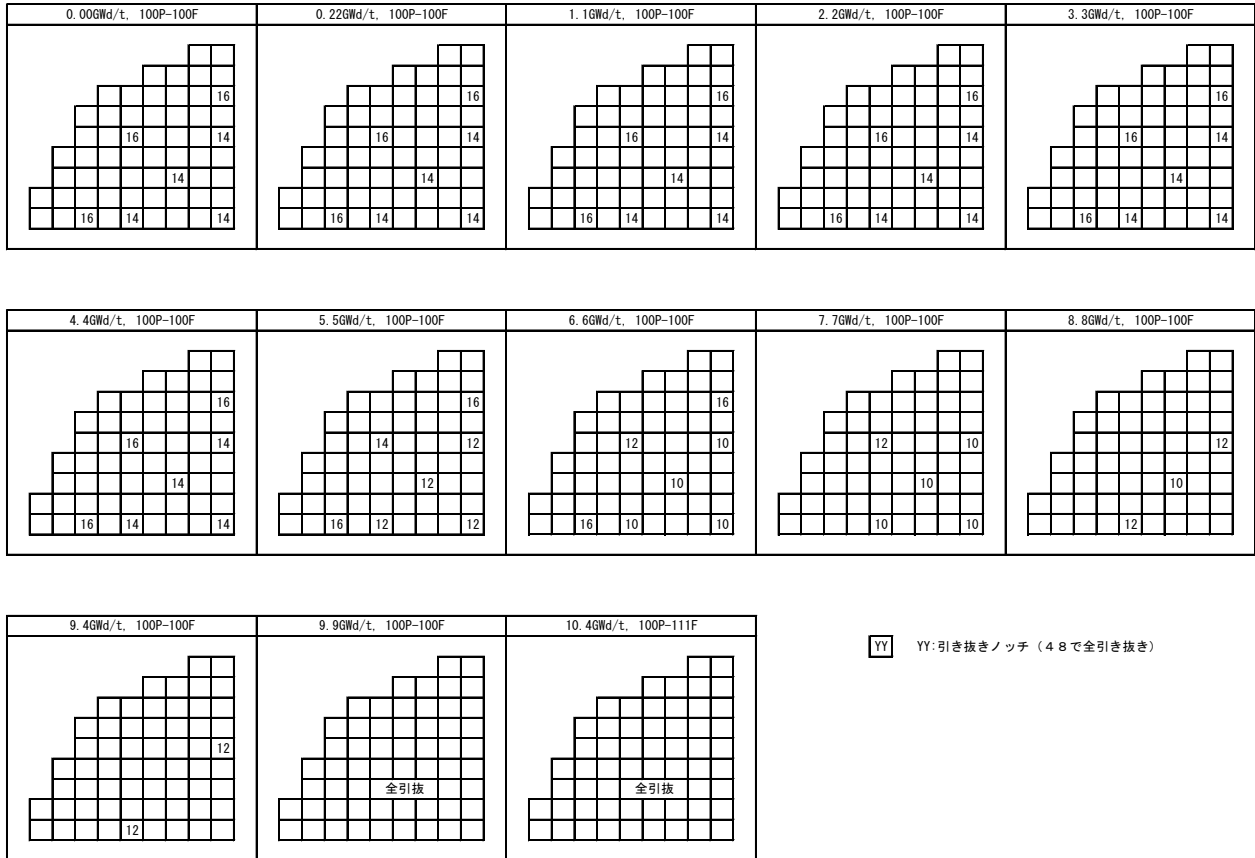 0.00GWd/t, 100P-100F
0.22GWd/t, 100P-100F
1.1GWd/t, 100P-100F
2.2GWd/t, 100P-100F
3.3GWd/t, 100P-100F
16 16 16 16 16
16 14 16 14 16 14 16 14 16 14
14 14 14 14 14
16 14 14 16 14 14 16 14 14 16 14 14 16 14 14
4.4GWd/t, 100P-100F
5.5GWd/t, 100P-100F
6.6GWd/t, 100P-100F
7.7GWd/t, 100P-100F
8.8GWd/t, 100P-100F
16 16 16
16 14 14 12 12 10 12 10 12
14 12 10 10 10
16 14 14 16 12 12 16 10 10 10 10 12
9.4GWd/t, 100P-100F
9.9GWd/t, 100P-100F
10.4GWd/t, 100P-111F
YY YY:引き抜きノッチ（４８で全引き抜き）
12
全引抜 全引抜
12